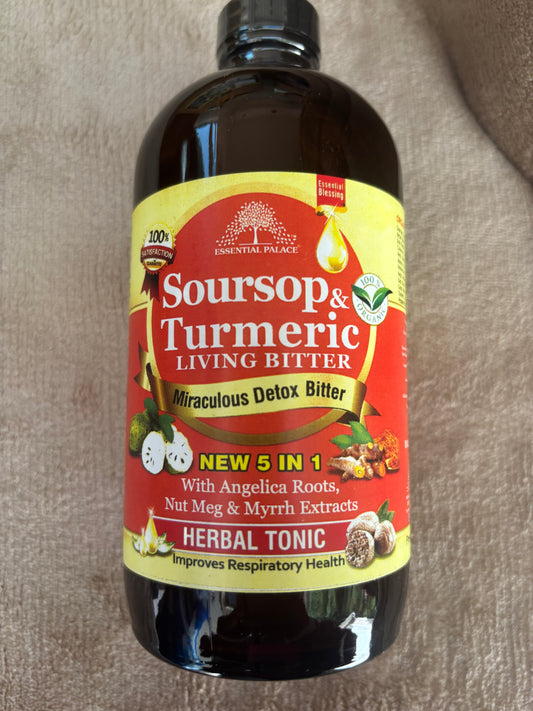 Essential
Blessing
ESSENTIAL PALACE
100%
SATISFACTION
100%
ORGANIC
Soursop &
Turmeric
LIVING BITTER
Miraculous Detox Bitter
NEW 5 IN 1
With Angelica Roots,
Nut Meg & Myrrh Extracts
HERBAL TONIC
Improves Respiratory Health